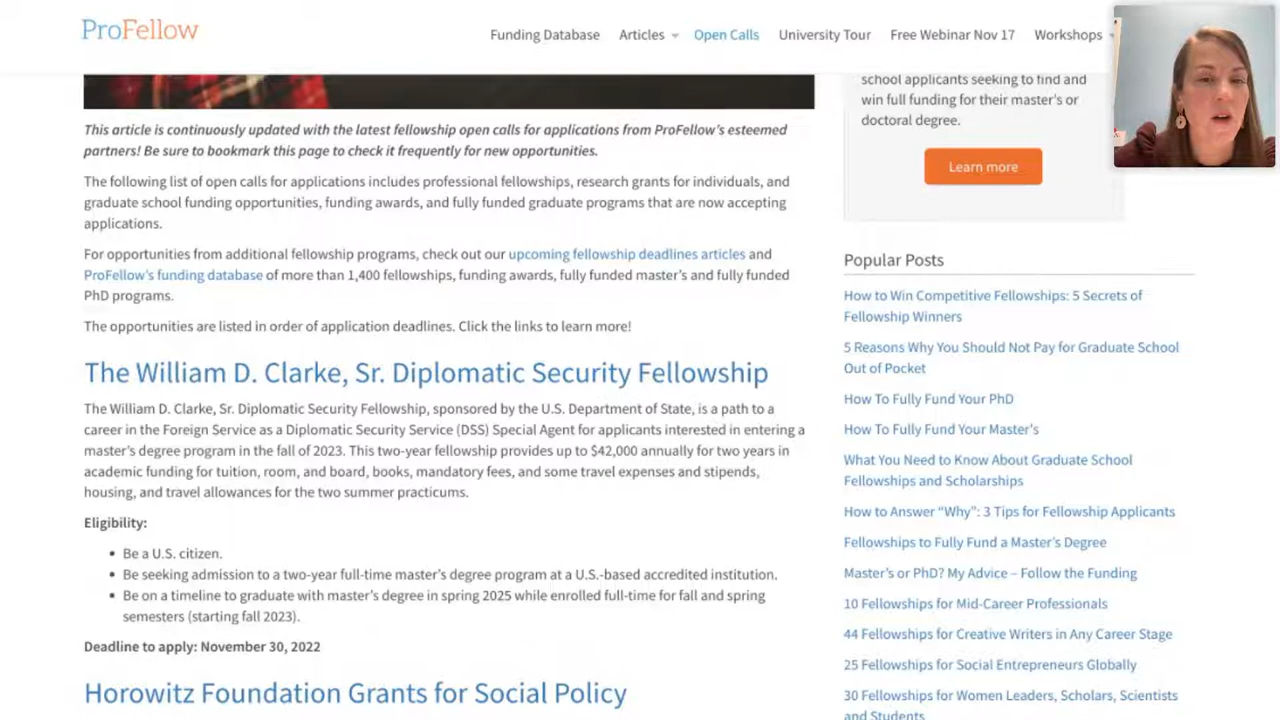 ProFellow
Funding Database Articles Open Calls University Tour Free Webinar Nov 17 Workshops
This article is continuously updated with the latest fellowship open calls for applications from ProFellow's esteemed
partners! Be sure to bookmark this page to check it frequently for new opportunities.
The following list of open calls for applications includes professional fellowships, research grants for individuals, and
graduate school funding opportunities, funding awards, and fully funded graduate programs that are now accepting
applications.
For opportunities from additional fellowship programs, check out our upcoming fellowship deadlines articles and
ProFellow's funding database of more than 1,400 fellowships, funding awards, fully funded master's and fully funded
PhD programs.
The opportunities are listed in order of application deadlines. Click the links to learn more!
The William D. Clarke, Sr. Diplomatic Security Fellowship
The William D. Clarke, Sr. Diplomatic Security Fellowship, sponsored by the U.S. Department of State, is a path to a
career in the Foreign Service as a Diplomatic Security Service (DSS) Special Agent for applicants interested in entering a
master's degree program in the fall of 2023. This two-year fellowship provides up to $42,000 annually for two years in
academic funding for tuition, room, and board, books, mandatory fees, and some travel expenses and stipends,
housing, and travel allowances for the two summer practicums.
Eligibility:
• Be a U.S. citizen.
• Be seeking admission to a two-year full-time master's degree program at a U.S.-based accredited institution.
• Be on a timeline to graduate with master's degree in spring 2025 while enrolled full-time for fall and spring
semesters (starting fall 2023).
Deadline to apply: November 30, 2022
Horowitz Foundation Grants for Social Policy
school applicants seeking to find and
win full funding for their master's or
doctoral degree.
Learn more
Popular Posts
How to Win Competitive Fellowships: 5 Secrets of
Fellowship Winners
5 Reasons Why You Should Not Pay for Graduate School
Out of Pocket
How To Fully Fund Your PhD
How To Fully Fund Your Master's
What You Need to Know About Graduate School
Fellowships and Scholarships
How to Answer “Why”: 3 Tips for Fellowship Applicants
Fellowships to Fully Fund a Master's Degree
Master's or PhD? My Advice – Follow the Funding
10 Fellowships for Mid-Career Professionals
44 Fellowships for Creative Writers in Any Career Stage
25 Fellowships for Social Entrepreneurs Globally
30 Fellowships for Women Leaders, Scholars, Scientists
and Students